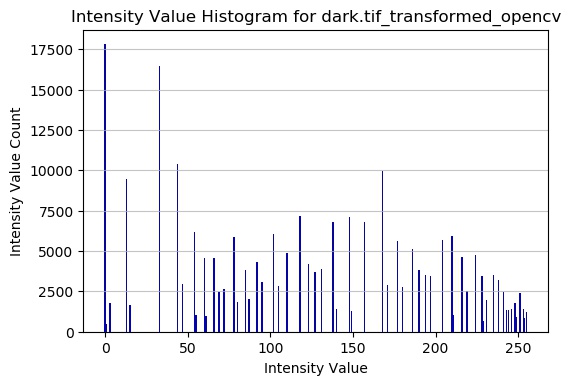 Intensity Value Histogram for dark.tif_transformed_opencv
17500
15000
12500
10000
7500
5000
2500
0
Intensity Value Count
0 50 100 150 200 250
Intensity Value